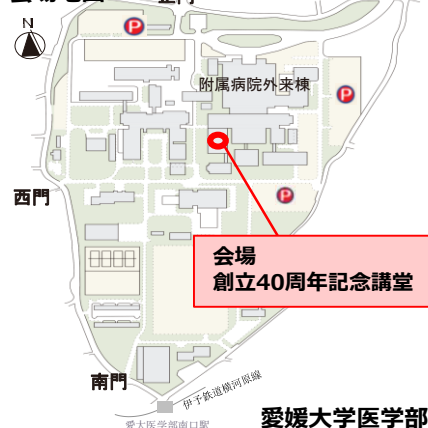 N
P
附属病院外来棟
P
西門
P
会場
創立40周年記念講堂
南門
伊予鉄道横河原線
愛大医学部南口駅
愛媛大学医学部